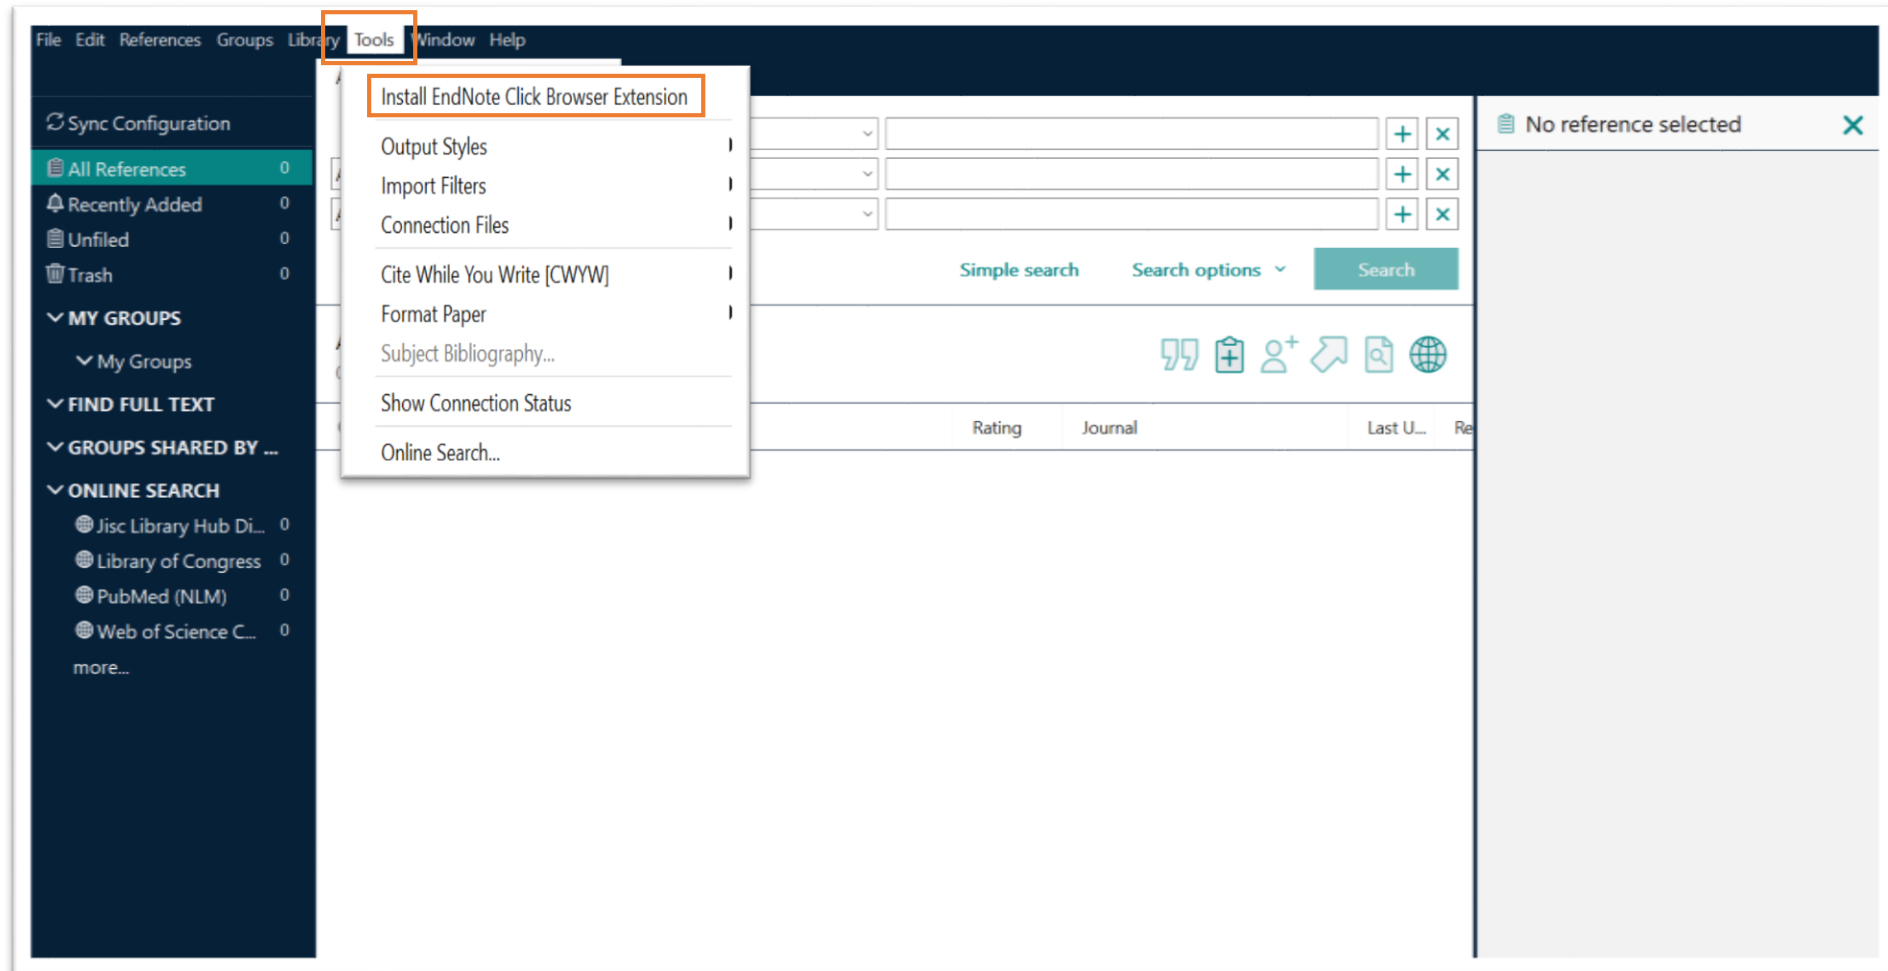 File Edit References Groups Library Tools Window Help
Sync Configuration
All References 0
Recently Added 0
Unfiled 0
Trash 0
MY GROUPS
My Groups
FIND FULL TEXT
GROUPS SHARED BY ...
ONLINE SEARCH
Jisc Library Hub Di... 0
Library of Congress 0
PubMed (NLM) 0
Web of Science C... 0
more...
Install EndNote Click Browser Extension
Output Styles
Import Filters
Connection Files
Cite While You Write [CWYW]
Format Paper
Subject Bibliography...
Show Connection Status
Online Search...
Simple search Search options Search
Rating Journal Last U... Re
No reference selected